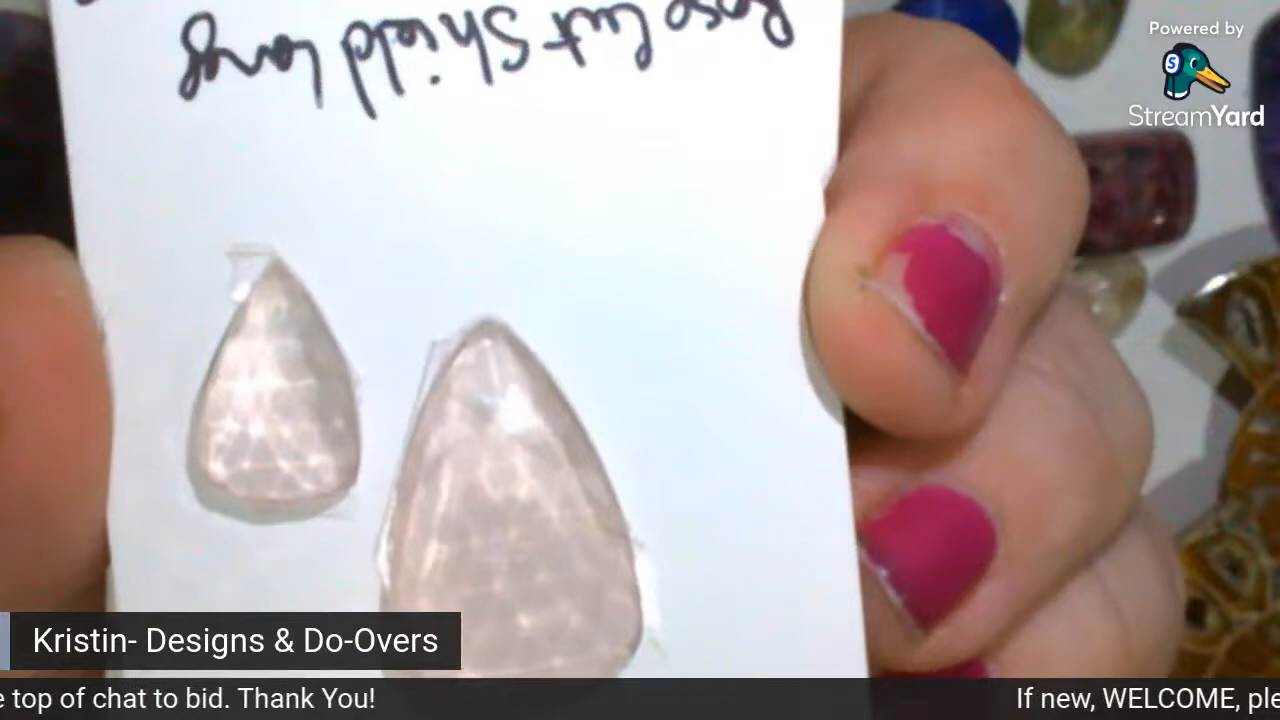 Rose Cut Shield Long
Powered by
StreamYard
Kristin- Designs & Do-Overs
e top of chat to bid. Thank You!
If new, WELCOME, ple